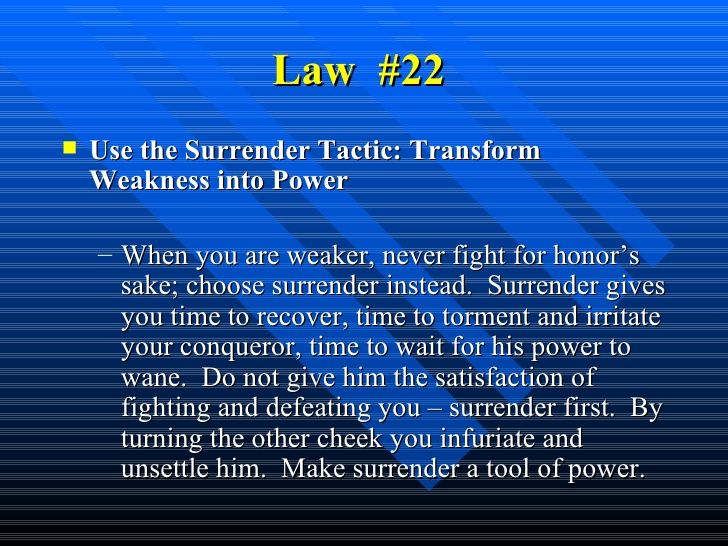 Law #22
Use the Surrender Tactic: Transform
Weakness into Power
– When you are weaker, never fight for honor’s
sake; choose surrender instead. Surrender gives
you time to recover, time to torment and irritate
your conqueror, time to wait for his power to
wane. Do not give him the satisfaction of
fighting and defeating you – surrender first. By
turning the other cheek you infuriate and
unsettle him. Make surrender a tool of power.